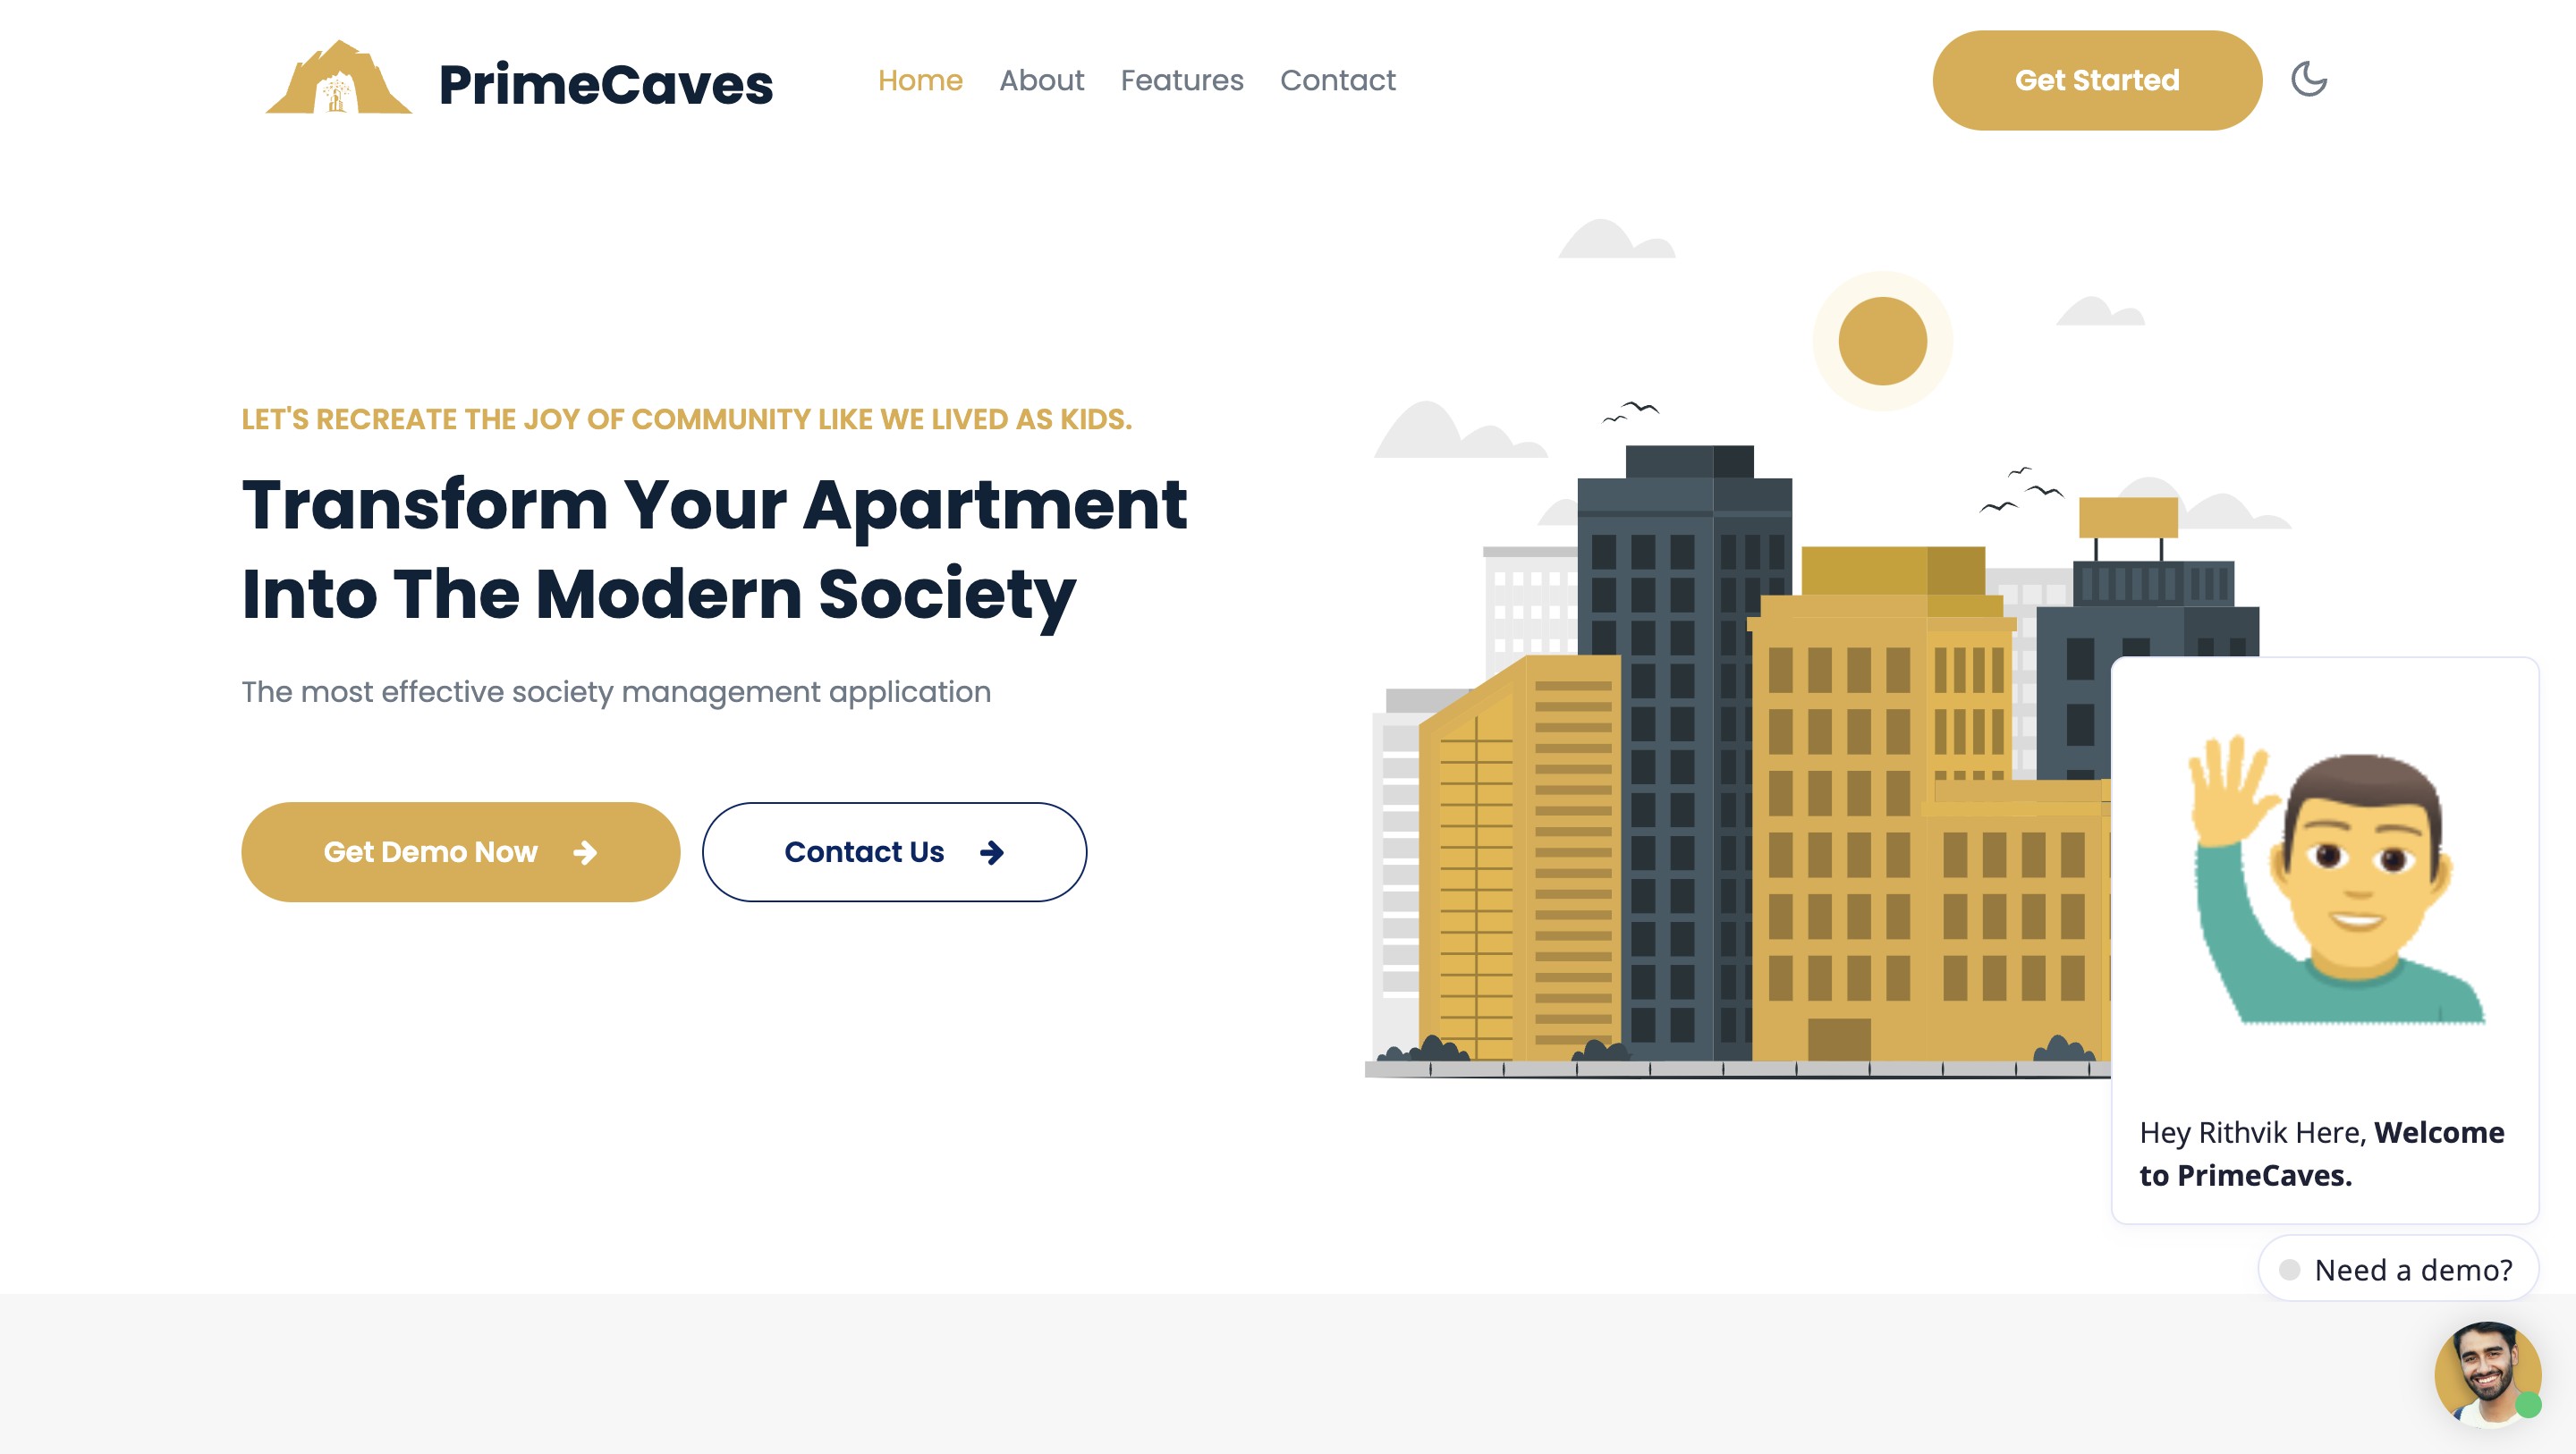 PrimeCaves
Home
About
Features
Contact
Get Started
LET'S RECREATE THE JOY OF COMMUNITY LIKE WE LIVED AS KIDS.
Transform Your Apartment
Into The Modern Society
The most effective society management application
Get Demo Now
Contact Us
Hey Rithvik Here, Welcome
to PrimeCaves.
Need a demo?